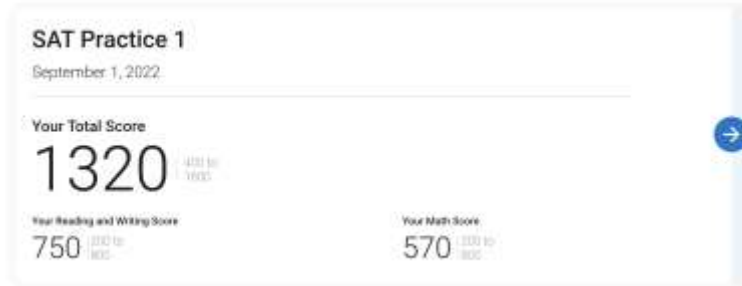 SAT Practice 1
September 1, 2022
Your Total Score
1320 400 to
1600
Your Reading and Writing Score
750 200 to
800
Your Math Score
570 200 to
800